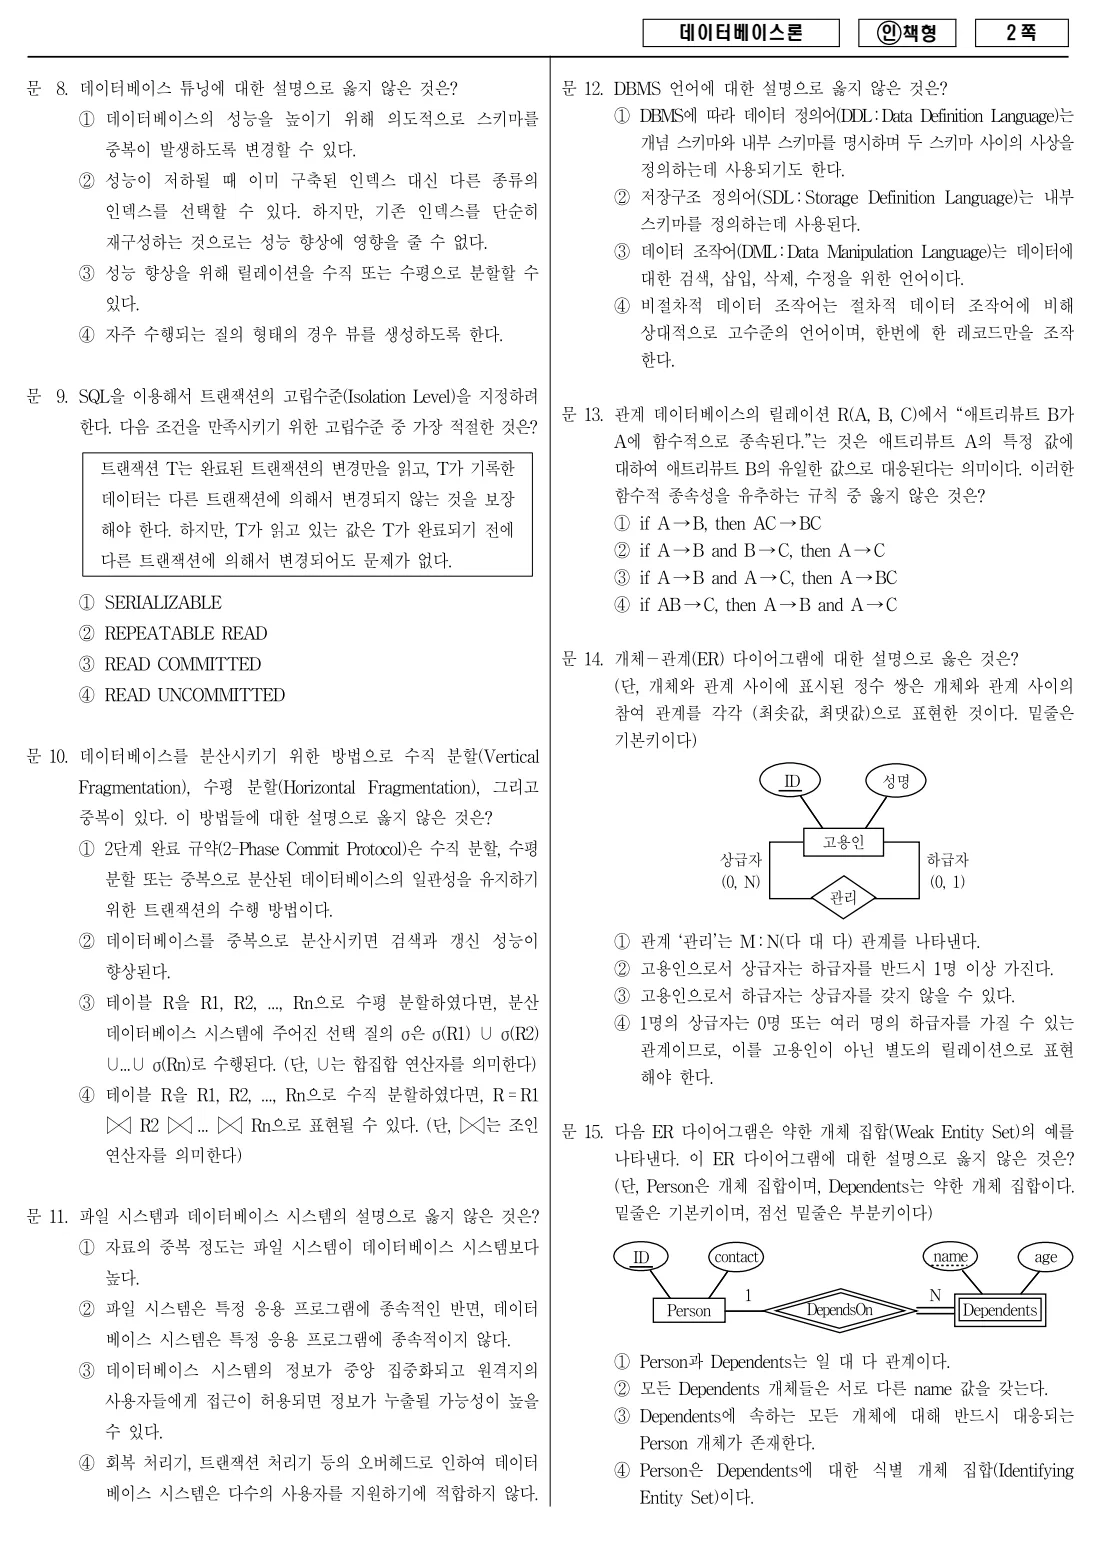 데이터베이스론
인책형
2쪽
문 8. 데이터베이스 튜닝에 대한 설명으로 옳지 않은 것은?
① 데이터베이스의 성능을 높이기 위해 의도적으로 스키마를
중복이 발생하도록 변경할 수 있다.
② 성능이 저하될 때 이미 구축된 인덱스 대신 다른 종류의
인덱스를 선택할 수 있다. 하지만, 기존 인덱스를 단순히
재구성하는 것으로는 성능 향상에 영향을 줄 수 없다.
③ 성능 향상을 위해 릴레이션을 수직 또는 수평으로 분할할 수
있다.
④ 자주 수행되는 질의 형태의 경우 뷰를 생성하도록 한다.
문 9. SQL을 이용해서 트랜잭션의 고립수준(Isolation Level)을 지정하려
한다. 다음 조건을 만족시키기 위한 고립수준 중 가장 적절한 것은?
트랜잭션 T는 완료된 트랜잭션의 변경만을 읽고, T가 기록한
데이터는 다른 트랜잭션에 의해서 변경되지 않는 것을 보장
해야 한다. 하지만, T가 읽고 있는 값은 T가 완료되기 전에
다른 트랜잭션에 의해서 변경되어도 문제가 없다.
① SERIALIZABLE
② REPEATABLE READ
③ READ COMMITTED
④ READ UNCOMMITTED
문 10. 데이터베이스를 분산시키기 위한 방법으로 수직 분할(Vertical
Fragmentation), 수평 분할(Horizontal Fragmentation), 그리고
중복이 있다. 이 방법들에 대한 설명으로 옳지 않은 것은?
① 2단계 완료 규약(2-Phase Commit Protocol)은 수직 분할, 수평
분할 또는 중복으로 분산된 데이터베이스의 일관성을 유지하기
위한 트랜잭션의 수행 방법이다.
② 데이터베이스를 중복으로 분산시키면 검색과 갱신 성능이
향상된다.
③ 테이블 R을 R1, R2, ..., Rn으로 수평 분할하였다면, 분산
데이터베이스 시스템에 주어진 선택 질의 σ은 σ(R1) ∪ σ(R2)
∪...∪ σ(Rn)로 수행된다. (단, ∪는 합집합 연산자를 의미한다)
④ 테이블 R을 R1, R2, ..., Rn으로 수직 분할하였다면, R = R1
⋈ R2 ⋈ ... ⋈ Rn으로 표현될 수 있다. (단, ⋈는 조인
연산자를 의미한다)
문 11. 파일 시스템과 데이터베이스 시스템의 설명으로 옳지 않은 것은?
① 자료의 중복 정도는 파일 시스템이 데이터베이스 시스템보다
높다.
② 파일 시스템은 특정 응용 프로그램에 종속적인 반면, 데이터
베이스 시스템은 특정 응용 프로그램에 종속적이지 않다.
③ 데이터베이스 시스템의 정보가 중앙 집중화되고 원격지의
사용자들에게 접근이 허용되면 정보가 누출될 가능성이 높을
수 있다.
④ 회복 처리기, 트랜잭션 처리기 등의 오버헤드로 인하여 데이터
베이스 시스템은 다수의 사용자를 지원하기에 적합하지 않다.
문 12. DBMS 언어에 대한 설명으로 옳지 않은 것은?
① DBMS에 따라 데이터 정의어(DDL : Data Definition Language)는
개념 스키마와 내부 스키마를 명시하며 두 스키마 사이의 사상을
정의하는데 사용되기도 한다.
② 저장구조 정의어(SDL : Storage Definition Language)는 내부
스키마를 정의하는데 사용된다.
③ 데이터 조작어(DML : Data Manipulation Language)는 데이터에
대한 검색, 삽입, 삭제, 수정을 위한 언어이다.
④ 비절차적 데이터 조작어는 절차적 데이터 조작어에 비해
상대적으로 고수준의 언어이며, 한번에 한 레코드만을 조작
한다.
문 13. 관계 데이터베이스의 릴레이션 R(A, B, C)에서 “애트리뷰트 B가
A에 함수적으로 종속된다.”는 것은 애트리뷰트 A의 특정 값에
대하여 애트리뷰트 B의 유일한 값으로 대응된다는 의미이다. 이러한
함수적 종속성을 유추하는 규칙 중 옳지 않은 것은?
① if A→B, then AC→BC
② if A→B and B→C, then A→C
③ if A→B and A→C, then A→BC
④ if AB→C, then A→B and A→C
문 14. 개체－관계(ER) 다이어그램에 대한 설명으로 옳은 것은?
(단, 개체와 관계 사이에 표시된 정수 쌍은 개체와 관계 사이의
참여 관계를 각각 (최솟값, 최댓값)으로 표현한 것이다. 밑줄은
기본키이다)
ID
성명
고용인
상급자
(0, N)
하급자
(0, 1)
관리
① 관계 ‘관리’는 M : N(다 대 다) 관계를 나타낸다.
② 고용인으로서 상급자는 하급자를 반드시 1명 이상 가진다.
③ 고용인으로서 하급자는 상급자를 갖지 않을 수 있다.
④ 1명의 상급자는 0명 또는 여러 명의 하급자를 가질 수 있는
관계이므로, 이를 고용인이 아닌 별도의 릴레이션으로 표현
해야 한다.
문 15. 다음 ER 다이어그램은 약한 개체 집합(Weak Entity Set)의 예를
나타낸다. 이 ER 다이어그램에 대한 설명으로 옳지 않은 것은?
(단, Person은 개체 집합이며, Dependents는 약한 개체 집합이다.
밑줄은 기본키이며, 점선 밑줄은 부분키이다)
ID
contact
name
age
Person
1
DependsOn
N
Dependents
① Person과 Dependents는 일 대 다 관계이다.
② 모든 Dependents 개체들은 서로 다른 name 값을 갖는다.
③ Dependents에 속하는 모든 개체에 대해 반드시 대응되는
Person 개체가 존재한다.
④ Person은 Dependents에 대한 식별 개체 집합(Identifying
Entity Set)이다.